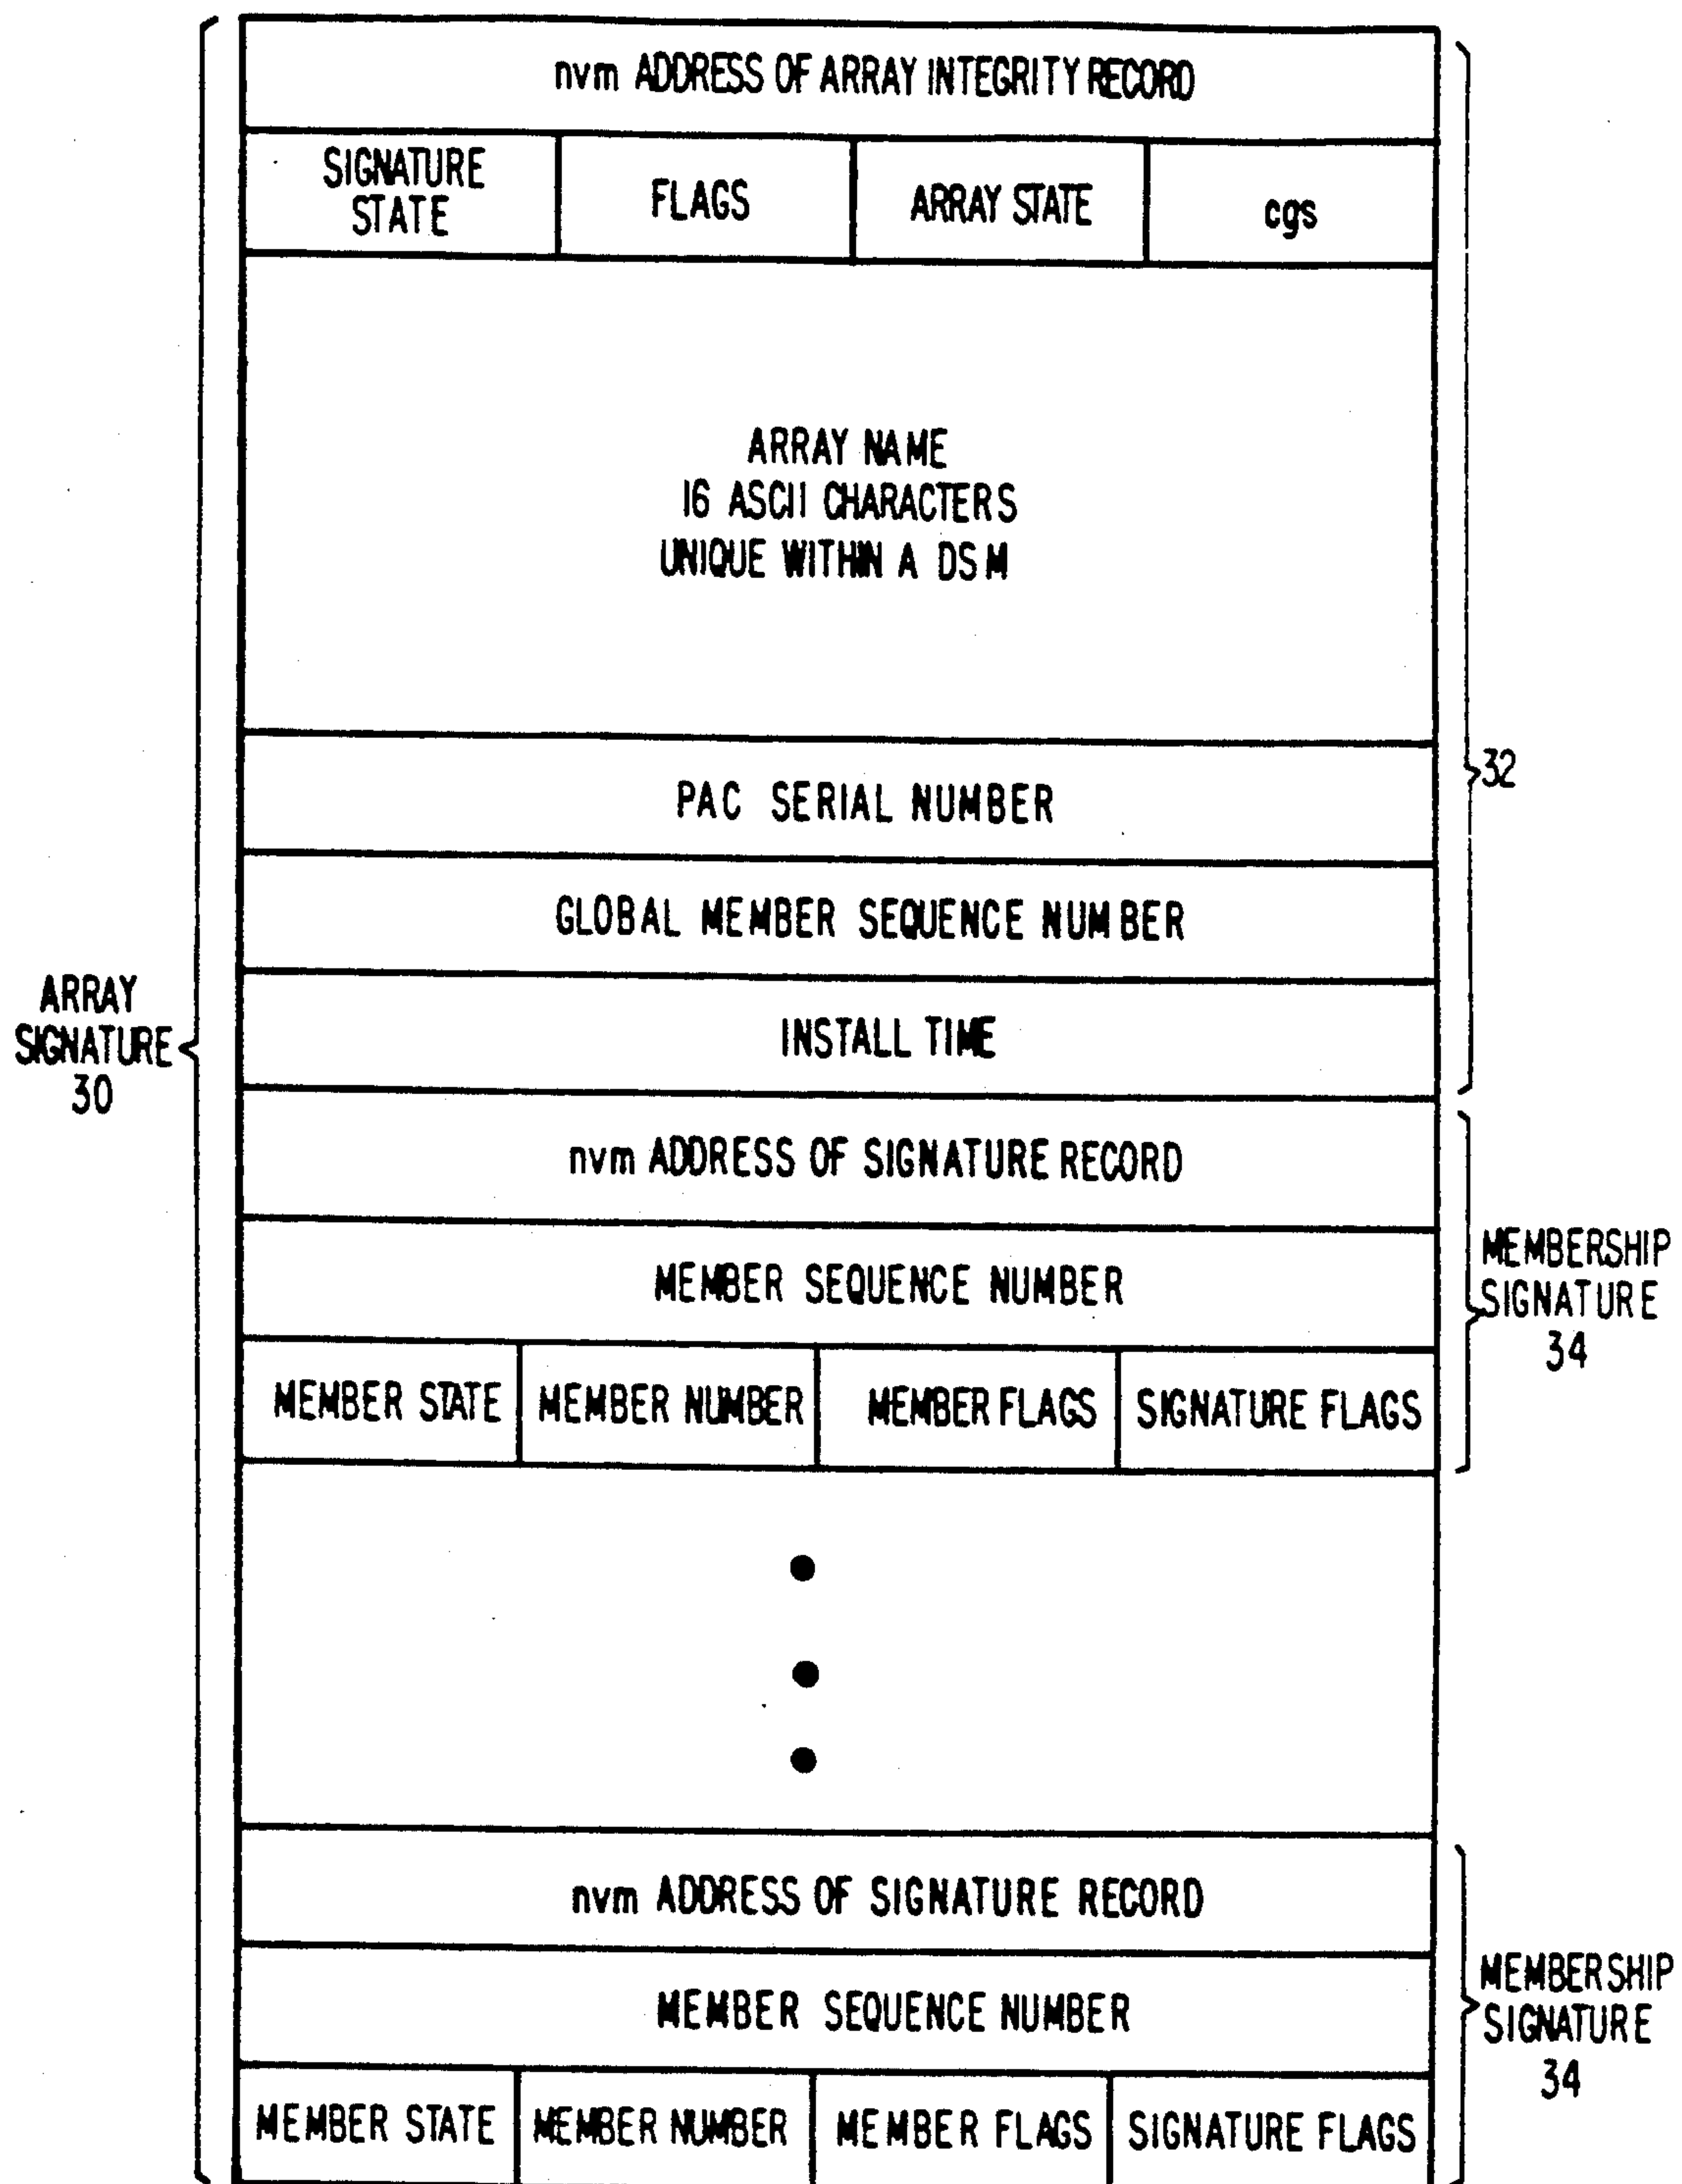 nvm ADDRESS OF ARRAY INTEGRITY RECORD
SIGNATURE
STATE
FLAGS
ARRAY STATE
cgs
ARRAY NAME
16 ASCII CHARACTERS
UNIQUE WITHIN A DSM
PAC SERIAL NUMBER
32
GLOBAL MEMBER SEQUENCE NUMBER
INSTALL TIME
ARRAY
SIGNATURE
30
nvm ADDRESS OF SIGNATURE RECORD
MEMBER SEQUENCE NUMBER
MEMBER STATE
MEMBER NUMBER
MEMBER FLAGS
SIGNATURE FLAGS
MEMBERSHIP
SIGNATURE
34
nvm ADDRESS OF SIGNATURE RECORD
MEMBER SEQUENCE NUMBER
MEMBER STATE
MEMBER NUMBER
MEMBER FLAGS
SIGNATURE FLAGS
MEMBERSHIP
SIGNATURE
34